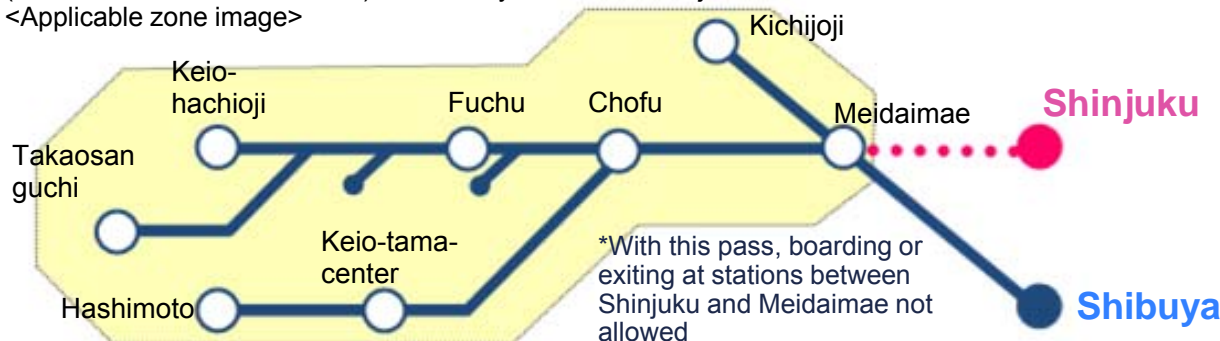 <Applicable zone image>
Kichijoji
Keio-
hachioji
Fuchu
Chofu
Meidaimae
Shinjuku
Takaosan
guchi
Keio-tama-
center
*With this pass, boarding or
exiting at stations between
Shinjuku and Meidaimae not
allowed
Hashimoto
Shibuya